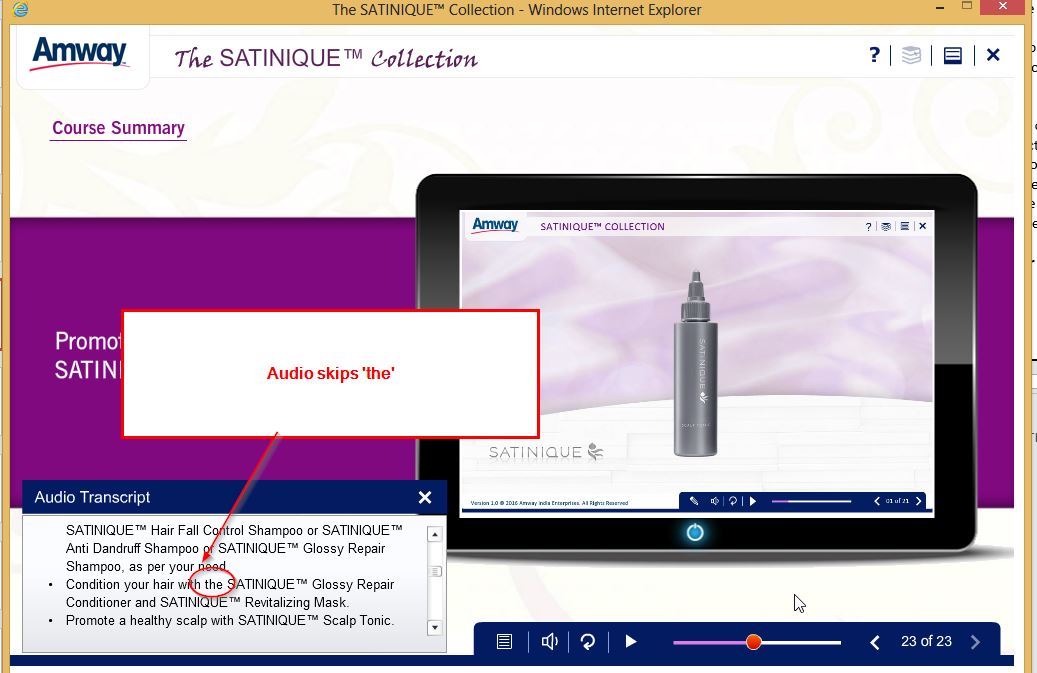 The SATINIQUE™ Collection - Windows Internet Explorer
Amway
The SATINIQUE™ Collection
?
Course Summary
Amway
SATINIQUE™ COLLECTION
?
SATINIQUE
SCALP TONIC
SATINIQUE
Version 1.0 © 2016 Amway India Enterprises. All Rights Reserved
01 of 21
Audio skips 'the'
Audio Transcript
SATINIQUE™ Hair Fall Control Shampoo or SATINIQUE™
Anti Dandruff Shampoo or SATINIQUE™ Glossy Repair
Shampoo, as per your need.
• Condition your hair with the SATINIQUE™ Glossy Repair
Conditioner and SATINIQUE™ Revitalizing Mask.
• Promote a healthy scalp with SATINIQUE™ Scalp Tonic.
23 of 23